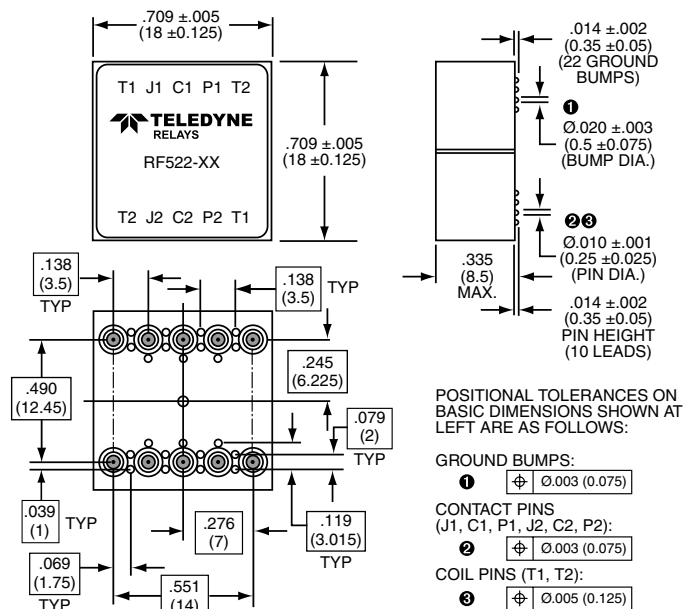 .709 ±.005
(18 ±0.125)
T1 J1 C1 P1 T2
TELEDYNE
RELAYS
RF522-XX
T2 J2 C2 P2 T1
.709 ±.005
(18 ±0.125)
.014 ±.002
(0.35 ±0.05)
(22 GROUND
BUMPS)
❶
Ø.020 ±.003
(0.5 ±0.075)
(BUMP DIA.)
❷❸
Ø.010 ±.001
(0.25 ±0.025)
(PIN DIA.)
.335
(8.5)
MAX.
.014 ±.002
(0.35 ±0.05)
PIN HEIGHT
(10 LEADS)
.138
(3.5)
TYP
.138
(3.5)
TYP
.490
(12.45)
.245
(6.225)
.079
(2)
TYP
.039
(1)
TYP
.276
(7)
.119
(3.015)
TYP
.069
(1.75)
TYP
.551
(14)
POSITIONAL TOLERANCES ON
BASIC DIMENSIONS SHOWN AT
LEFT ARE AS FOLLOWS:
GROUND BUMPS:
❶ ⌖ Ø.003 (0.075)
CONTACT PINS
(J1, C1, P1, J2, C2, P2):
❷ ⌖ Ø.003 (0.075)
COIL PINS (T1, T2):
❸ ⌖ Ø.005 (0.125)